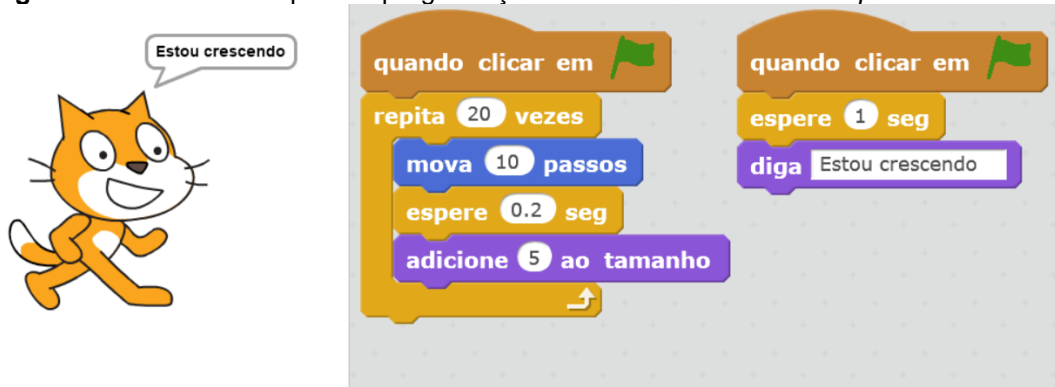 Estou crescendo
quando clicar em
repita 20 vezes
mova 10 passos
espere 0.2 seg
adicione 5 ao tamanho
quando clicar em
espere 1 seg
diga Estou crescendo